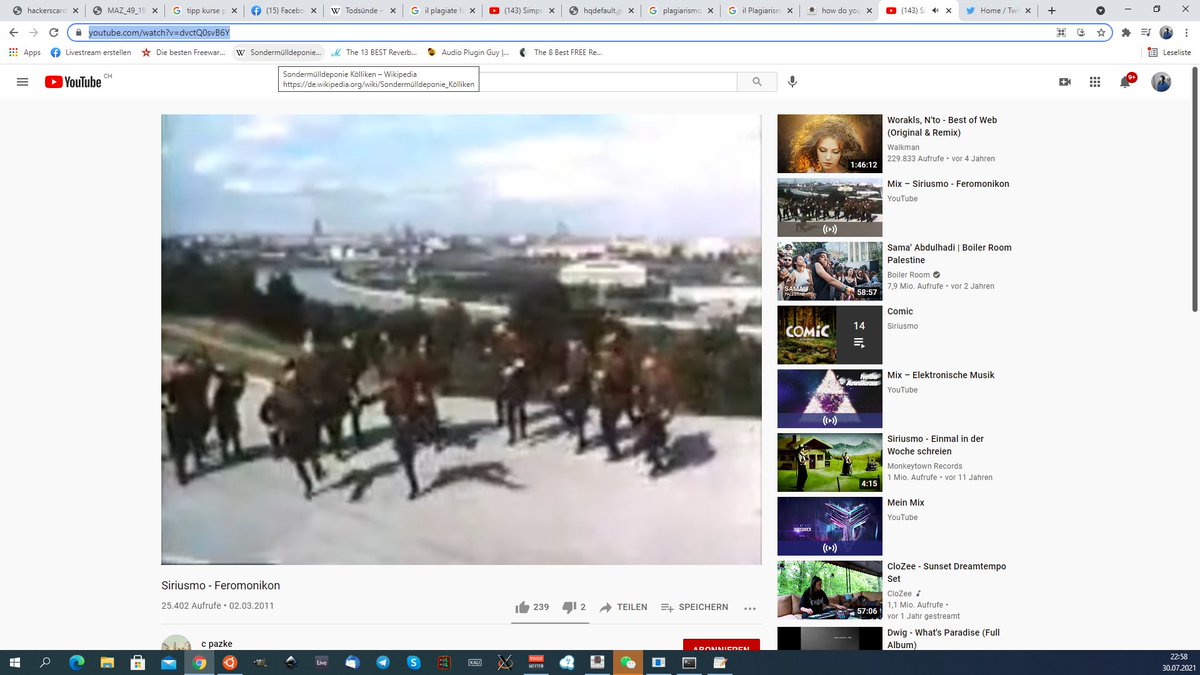 hackerscard
MAZ_49_19
tipp kurse p
(15) Facebo
Todsünde –
il plagiate fa
(143) Simps
hqdefault.jp
plagiarismo
il Plagiarism
how do you
(143) Si
Home / Twi
youtube.com/watch?v=dvctQ0svB6Y
Apps
Livestream erstellen
Die besten Freewar...
Sondermülldeponie...
The 13 BEST Reverb...
Audio Plugin Guy |...
The 8 Best FREE Re...
Leseliste
Sondermülldeponie Kölliken – Wikipedia
https://de.wikipedia.org/wiki/Sondermülldeponie_Kölliken
YouTube CH
9+
Worakls, N'to - Best of Web
(Original & Remix)
Walkman
229.833 Aufrufe • vor 4 Jahren
1:46:12
Mix – Siriusmo - Feromonikon
YouTube
Sama' Abdulhadi | Boiler Room
Palestine
Boiler Room
7,9 Mio. Aufrufe • vor 2 Jahren
58:57
Comic
Siriusmo
COMiC
14
Mix – Elektronische Musik
YouTube
Siriusmo - Einmal in der
Woche schreien
Monkeytown Records
1 Mio. Aufrufe • vor 11 Jahren
4:15
Mein Mix
YouTube
CloZee - Sunset Dreamtempo
Set
CloZee
1,1 Mio. Aufrufe •
vor 1 Jahr gestreamt
57:06
Dwig - What's Paradise (Full
Album)
Siriusmo - Feromonikon
25.402 Aufrufe • 02.03.2011
239
2
TEILEN
SPEICHERN
c pazke
ABONNIEREN
Live
22:58
30.07.2021